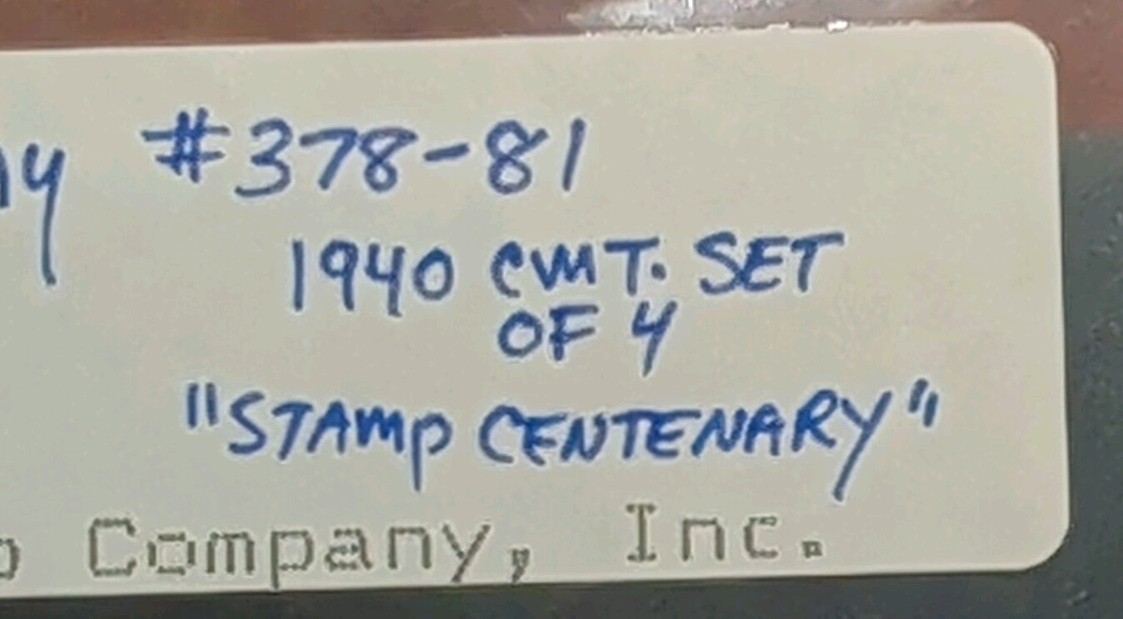 #378-81
1940 CMT. SET
OF 4
"STAMP CENTENARY"
Company, Inc.